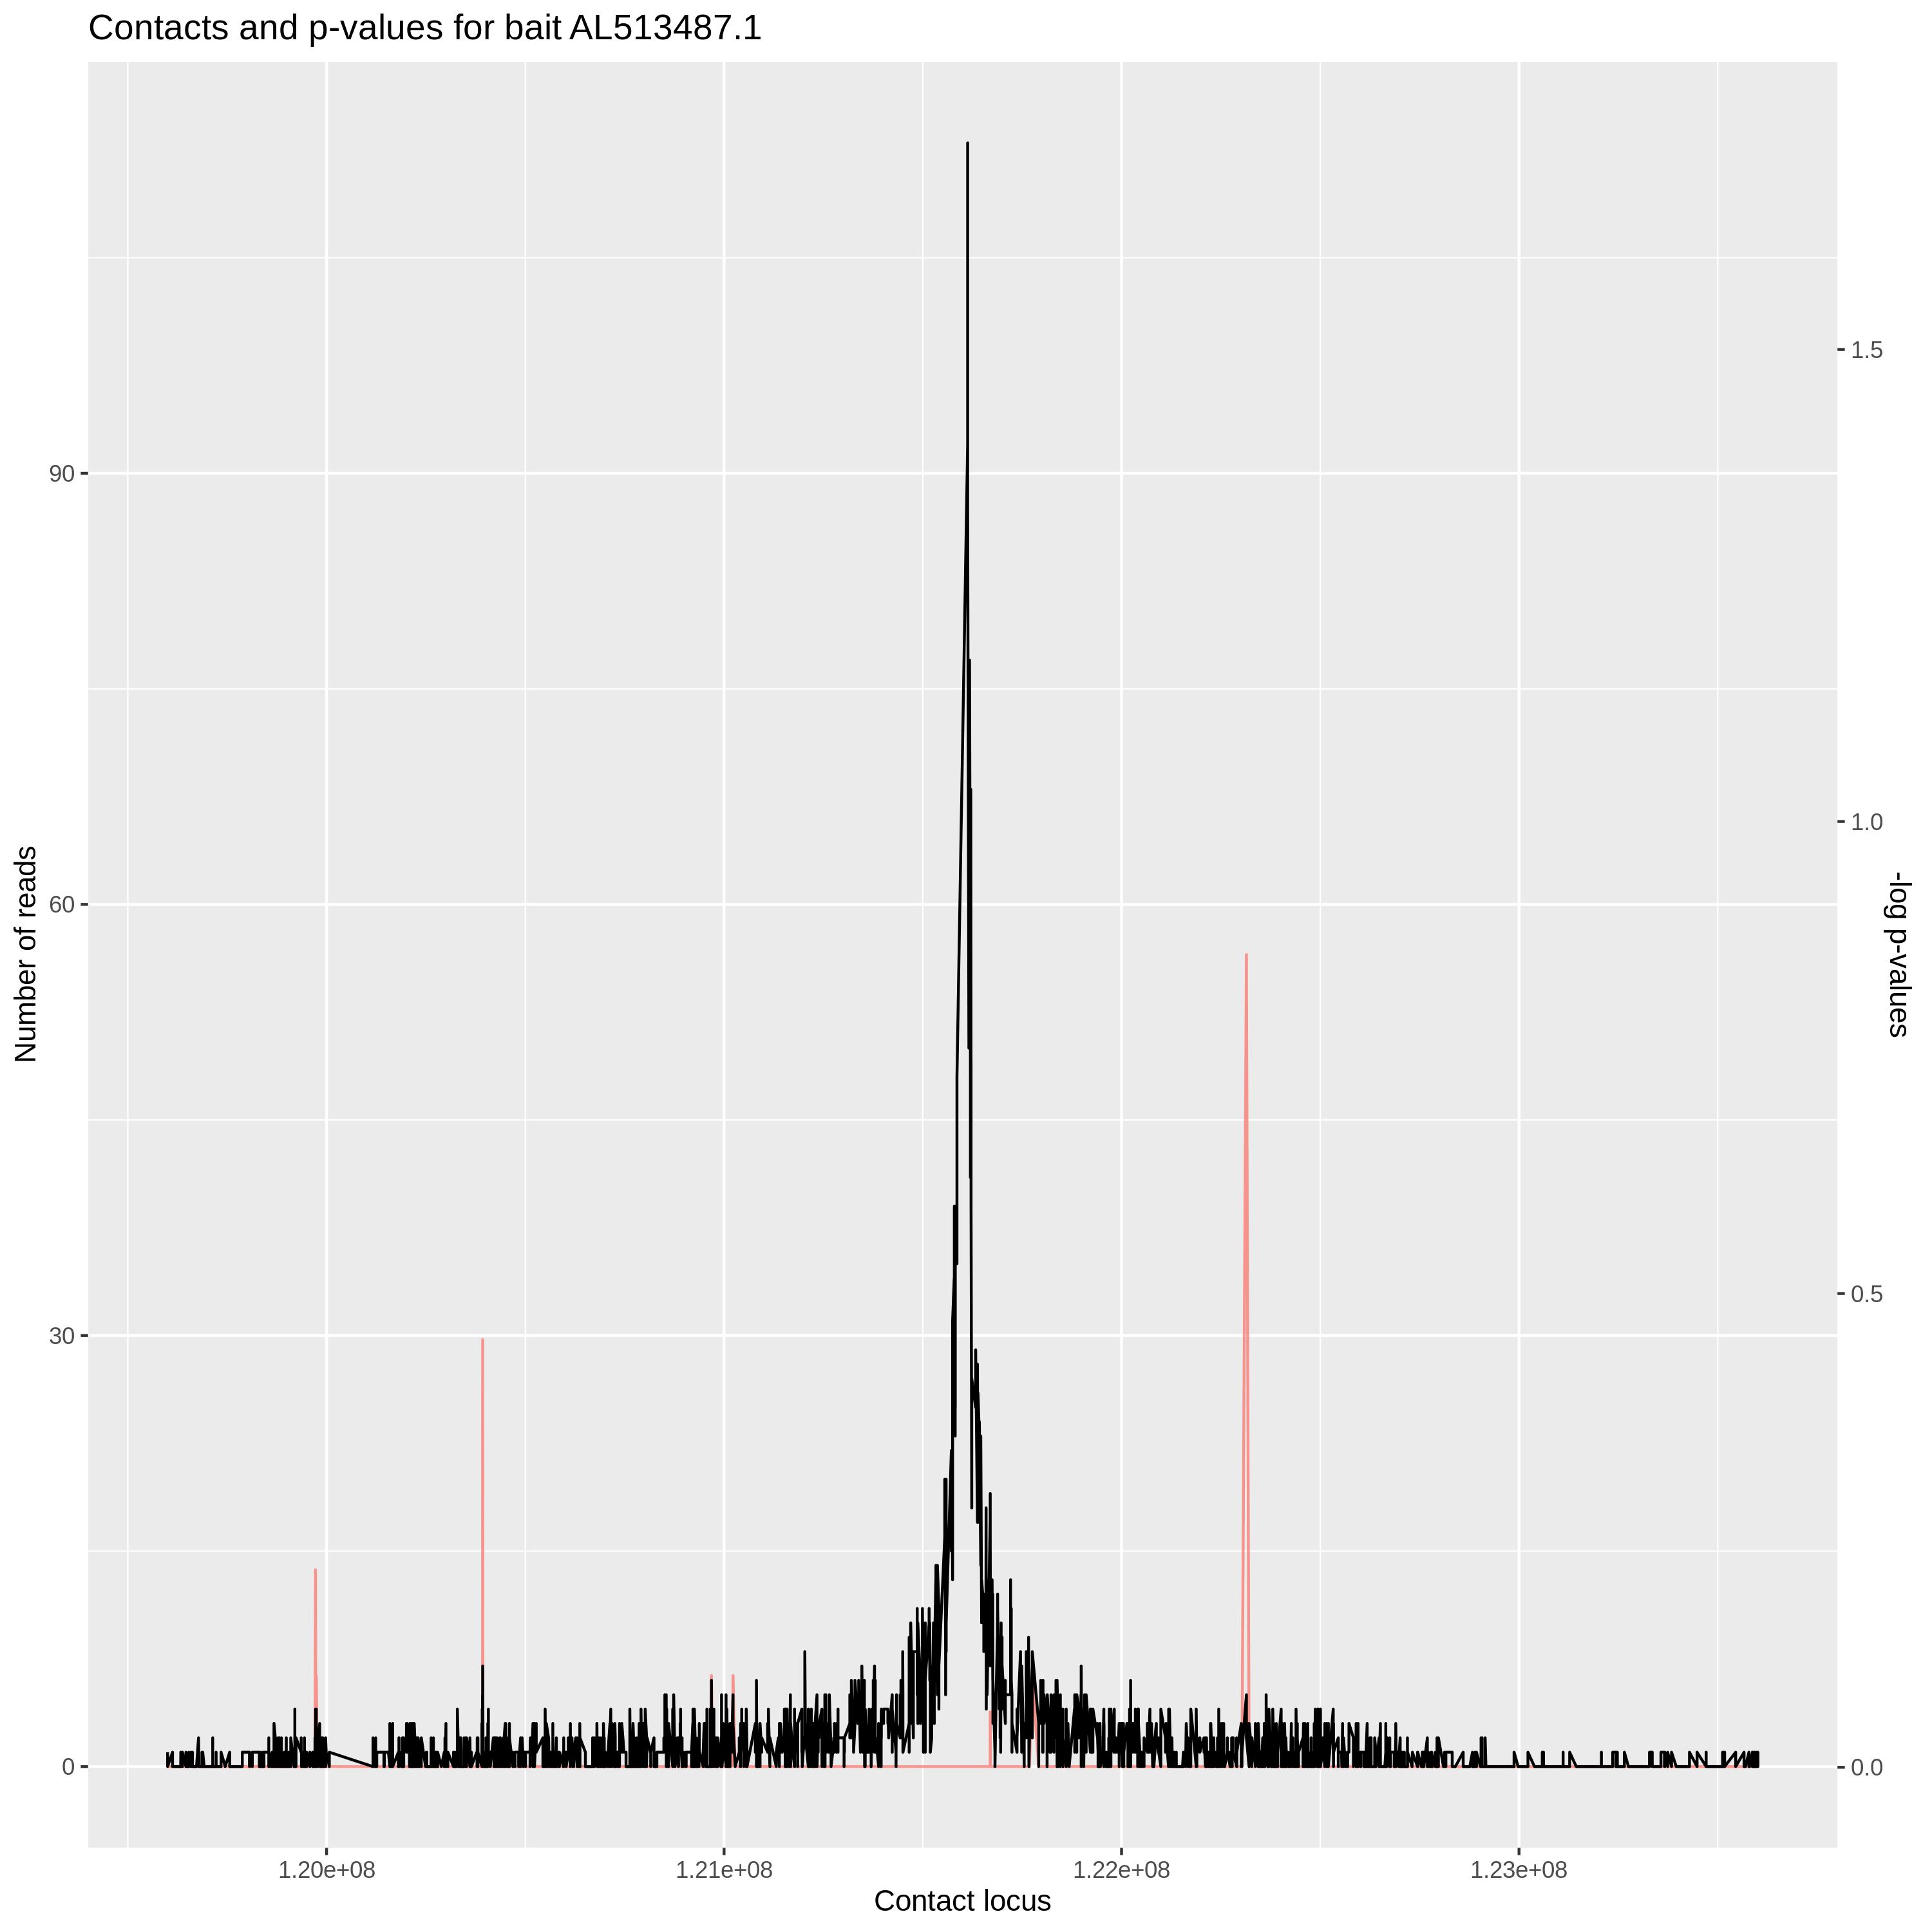 Contacts and p-values for bait AL513487.1
Number of reads
90
60
30
0
1.5
1.0
0.5
0.0
-log p-values
1.20e+08
1.21e+08
1.22e+08
1.23e+08
Contact locus